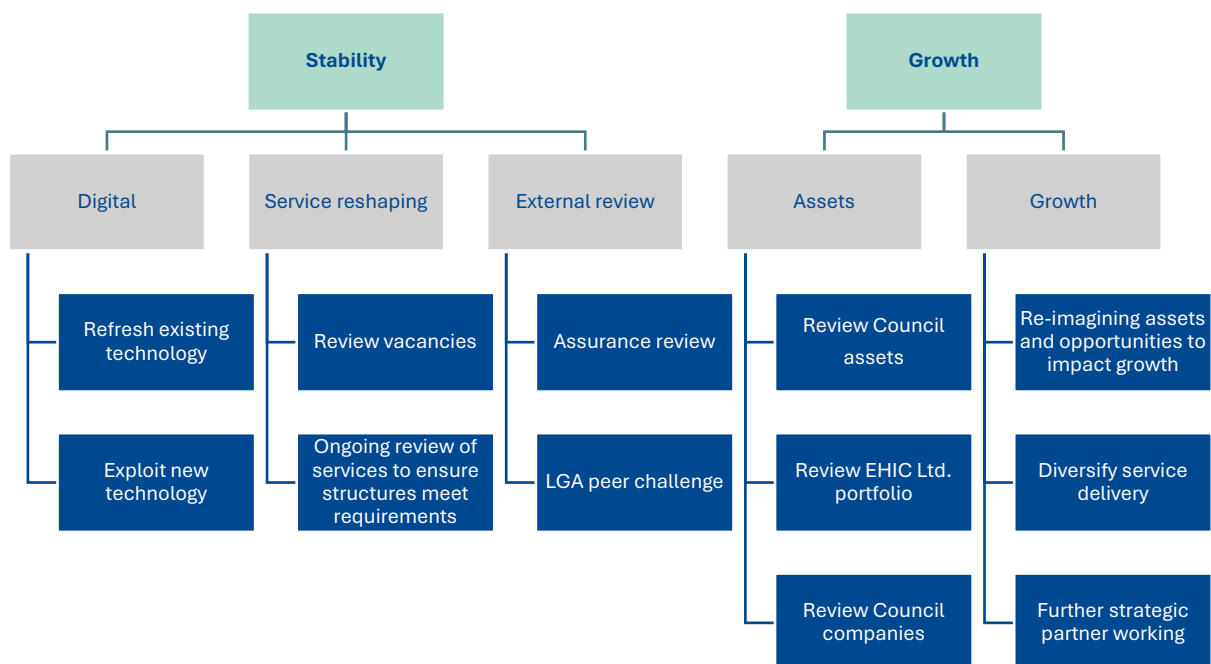 Stability
Growth
Digital
Service reshaping
External review
Assets
Growth
Refresh existing
technology
Review vacancies
Assurance review
Review Council
assets
Re-imagining assets
and opportunities to
impact growth
Exploit new
technology
Ongoing review of
services to ensure
structures meet
requirements
LGA peer challenge
Review EHIC Ltd.
portfolio
Diversify service
delivery
Review Council
companies
Further strategic
partner working